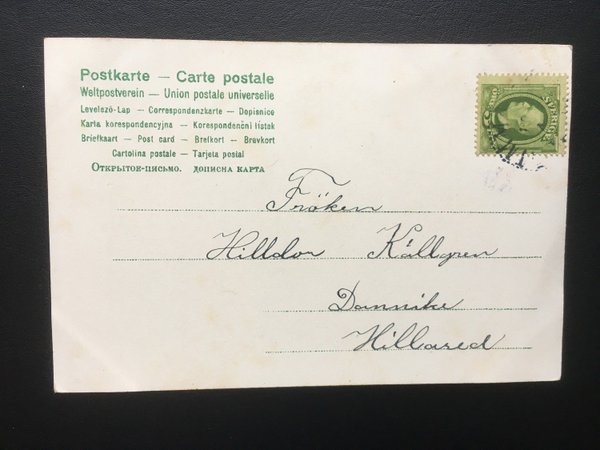 Postkarte — Carte postale
Weltpostverein — Union postale universelle
Levelező-Lap — Correspondenzkarte — Dopisnice
Karta korespondencyjna — Korespondenční lístek
Briefkaart — Post card — Brefkort — Brevkort
Cartolina postale — Tarjeta postal
Открытое-письмо. дописна карта
SVERIGE
Fröken
Hilldor Källgren
Dannike
Hillared